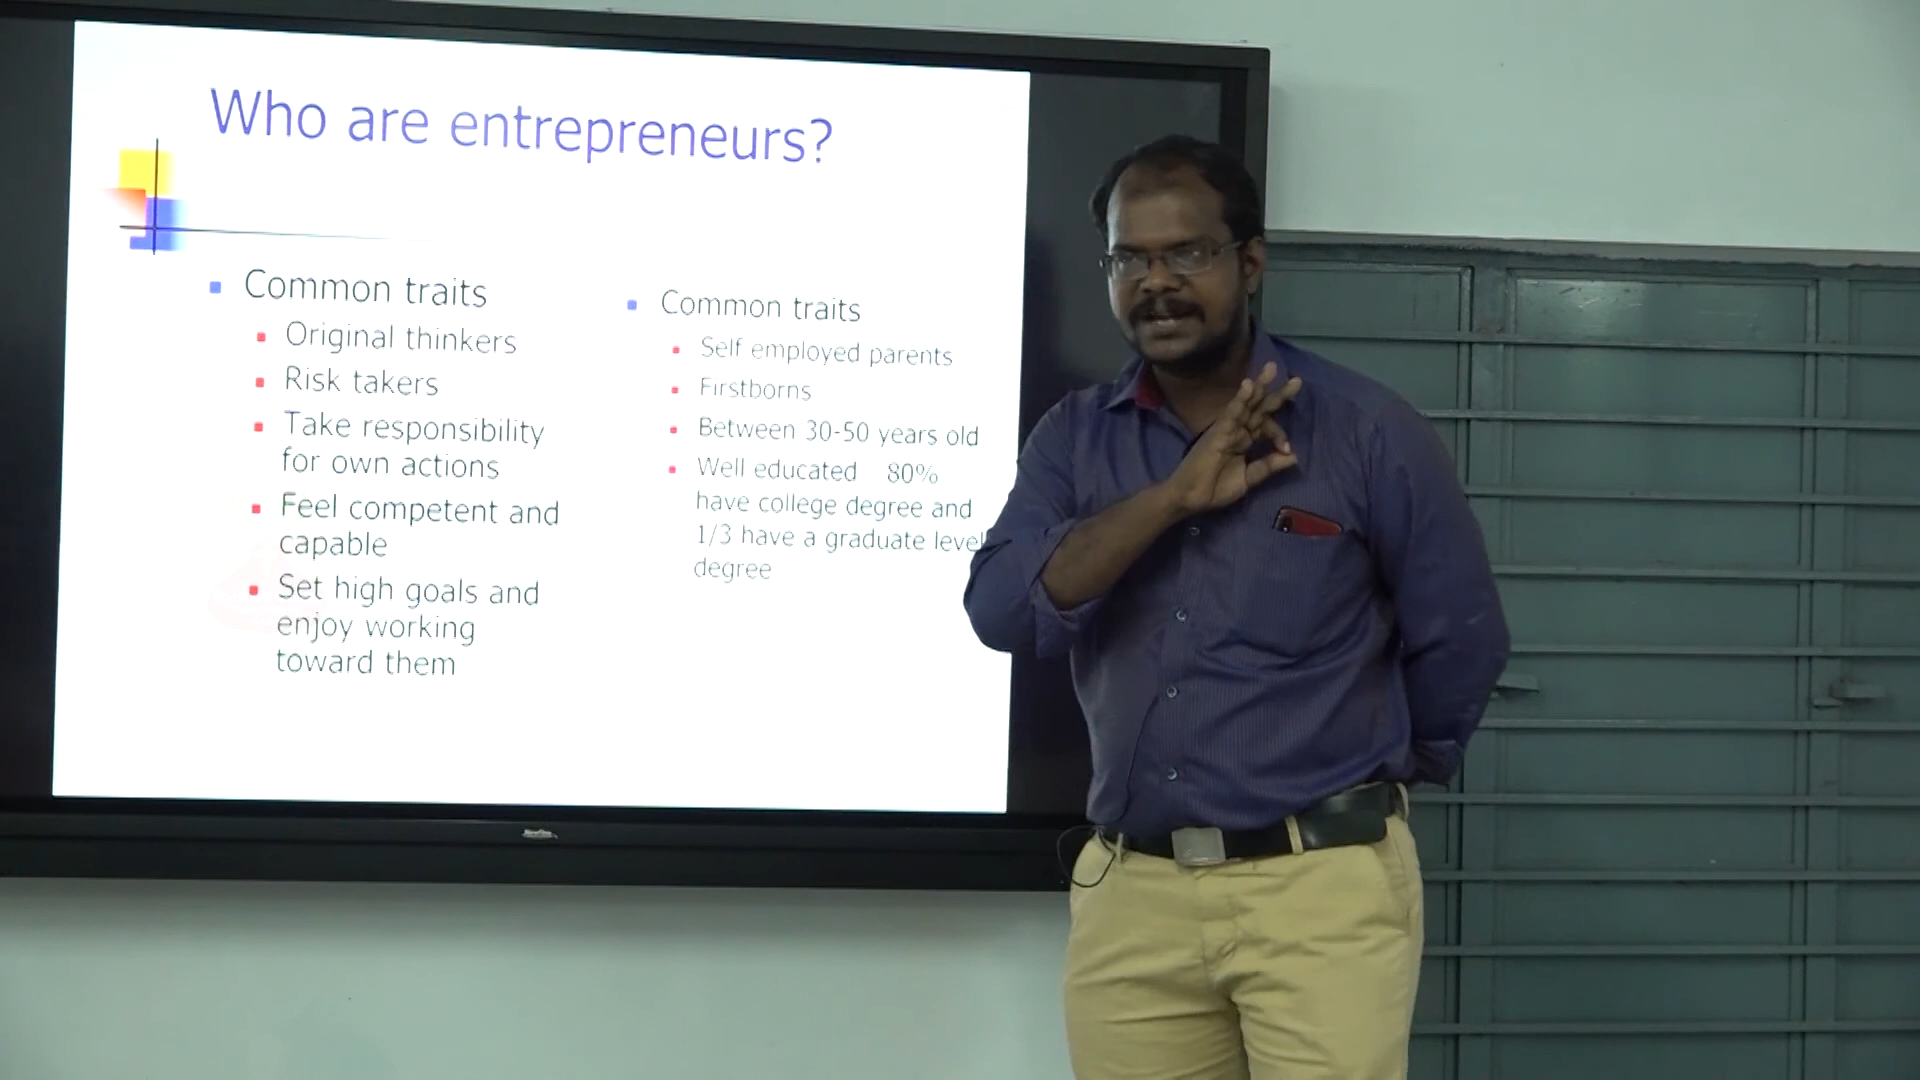 Who are entrepreneurs?
Common traits
Original thinkers
Risk takers
Take responsibility
for own actions
Feel competent and
capable
Set high goals and
enjoy working
toward them
Common traits
Self employed parents
Firstborns
Between 30-50 years old
Well educated 80%
have college degree and
1/3 have a graduate level
degree